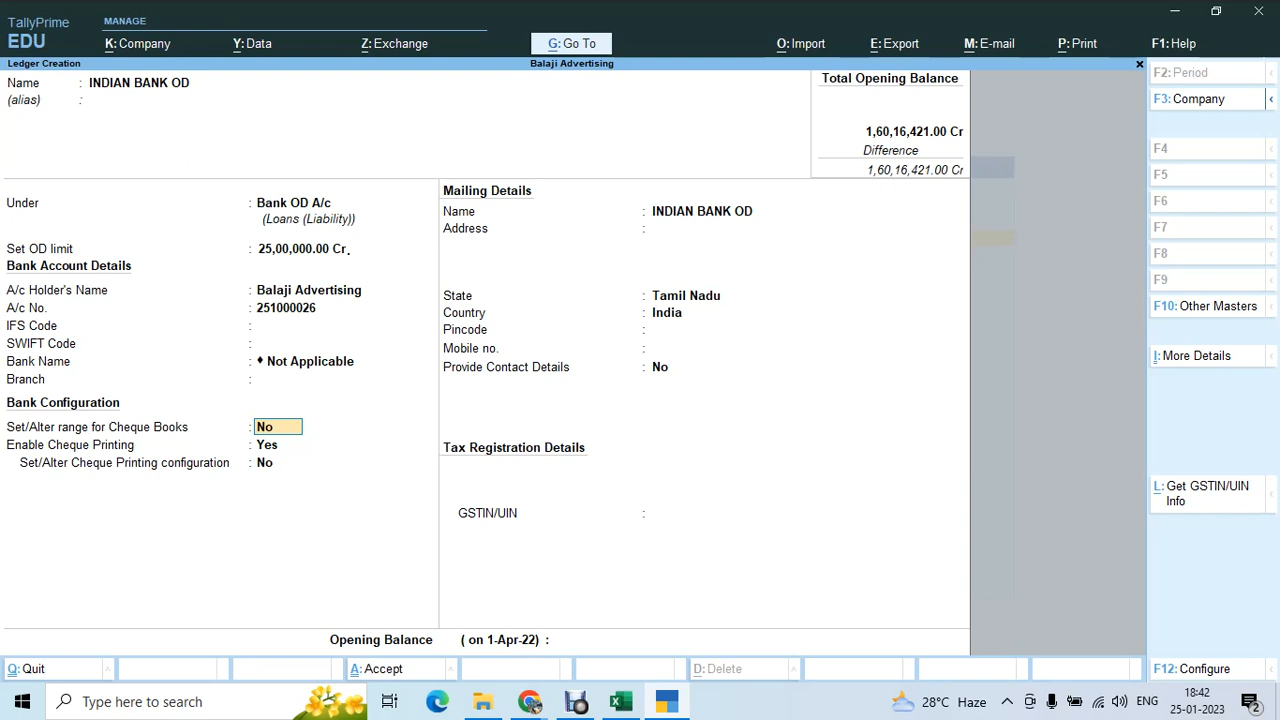 TallyPrime
EDU
MANAGE
K: Company
Y: Data
Z: Exchange
G: Go To
O: Import
E: Export
M: E-mail
P: Print
F1: Help
Ledger Creation
Balaji Advertising
Name : INDIAN BANK OD
(alias) :
Total Opening Balance
1,60,16,421.00 Cr
Difference
1,60,16,421.00 Cr
Under : Bank OD A/c
(Loans (Liability))
Set OD limit : 25,00,000.00 Cr
Bank Account Details
A/c Holder's Name : Balaji Advertising
A/c No. : 251000026
IFS Code :
SWIFT Code :
Bank Name : ♦ Not Applicable
Branch :
Bank Configuration
Set/Alter range for Cheque Books : No
Enable Cheque Printing : Yes
Set/Alter Cheque Printing configuration : No
Mailing Details
Name : INDIAN BANK OD
Address :
State : Tamil Nadu
Country : India
Pincode :
Mobile no. :
Provide Contact Details : No
Tax Registration Details
GSTIN/UIN :
Opening Balance ( on 1-Apr-22) :
F2: Period
F3: Company
F4
F5
F6
F7
F8
F9
F10: Other Masters
I: More Details
L: Get GSTIN/UIN
Info
F12: Configure
Q: Quit
A: Accept
D: Delete
Type here to search
28°C Haze
ENG
18:42
25-01-2023
2